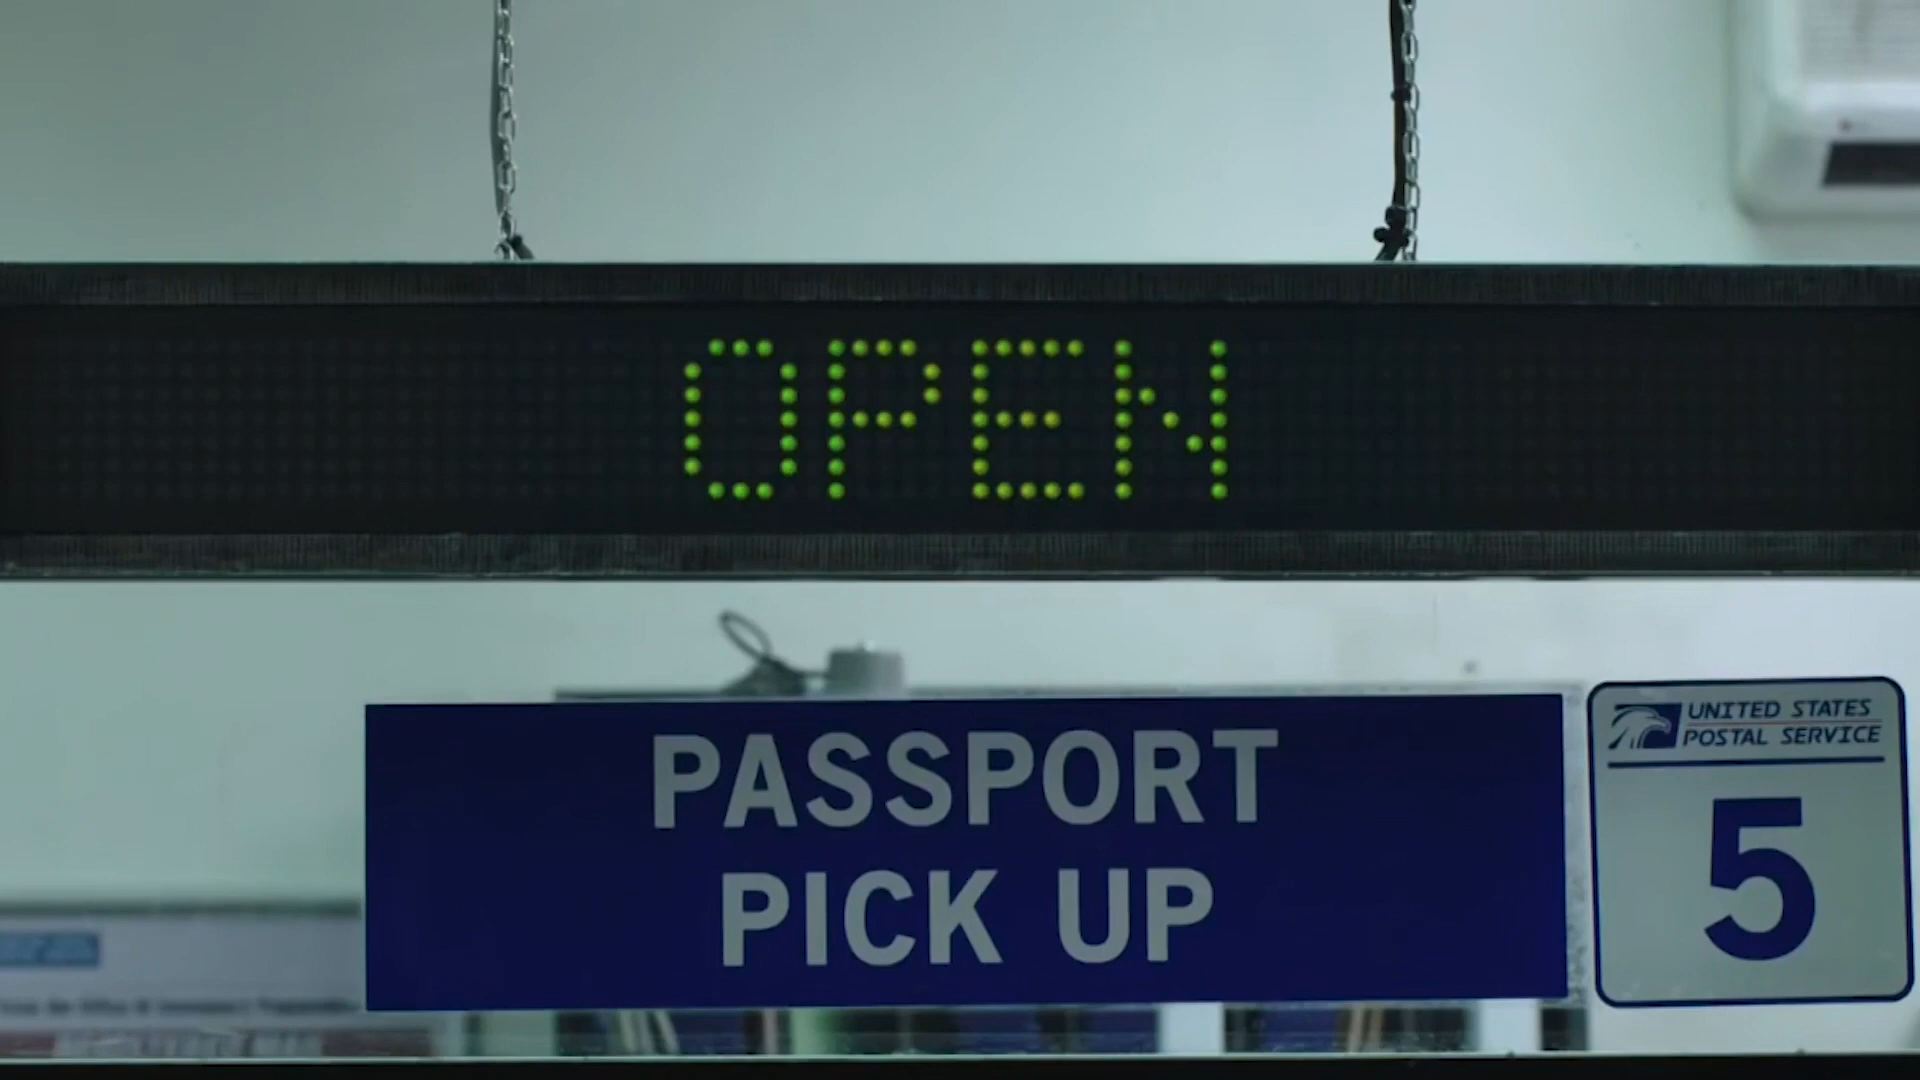 OPEN
PASSPORT
PICK UP
UNITED STATES
POSTAL SERVICE
5